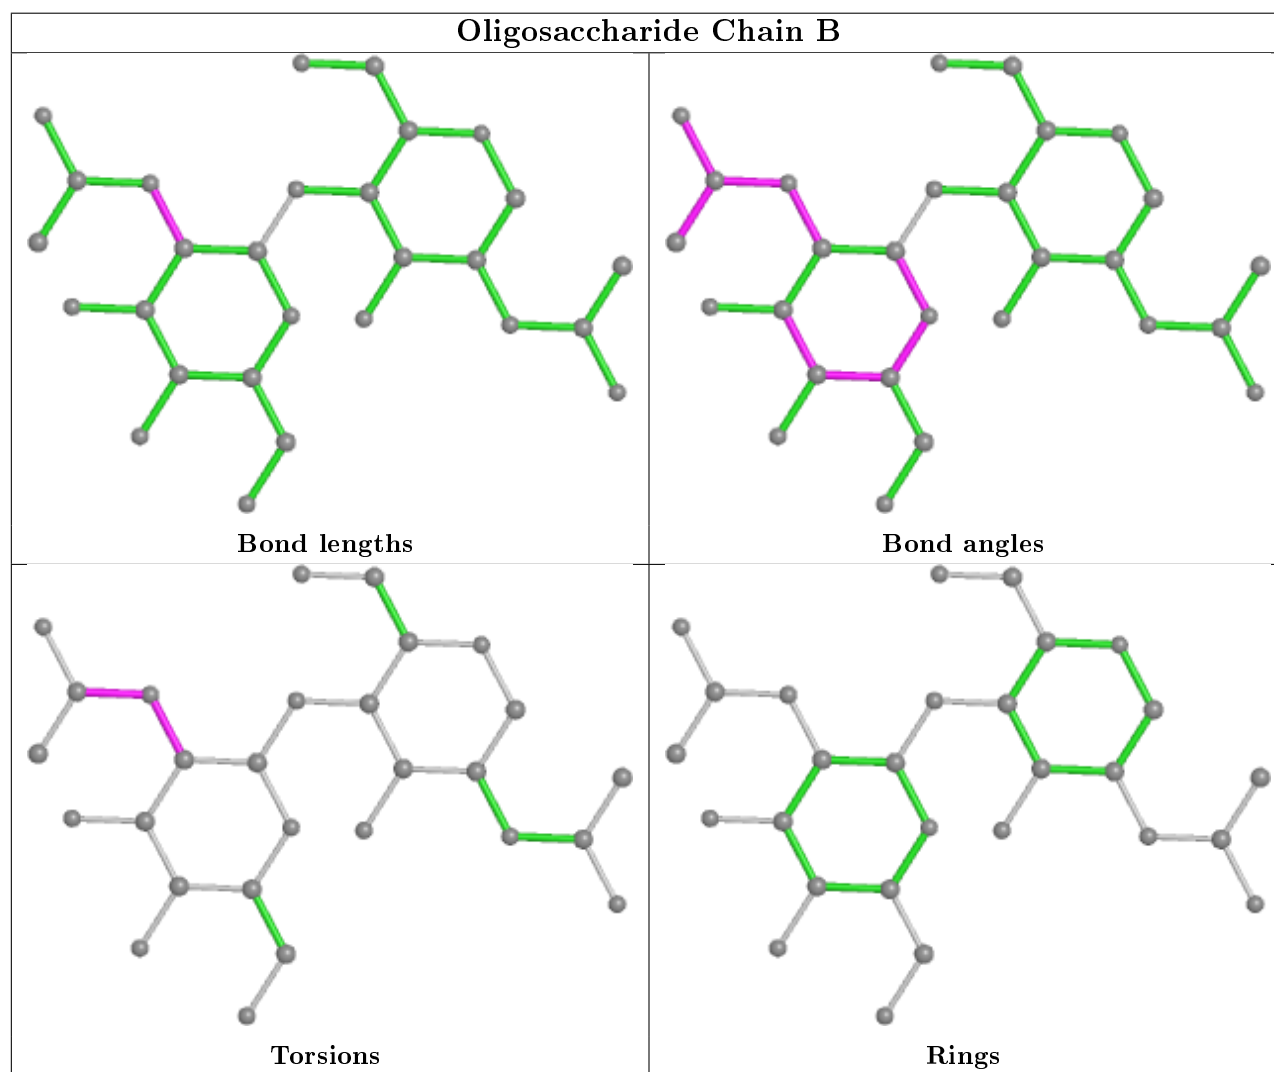 Oligosaccharide Chain B
Bond lengths
Bond angles
Torsions
Rings